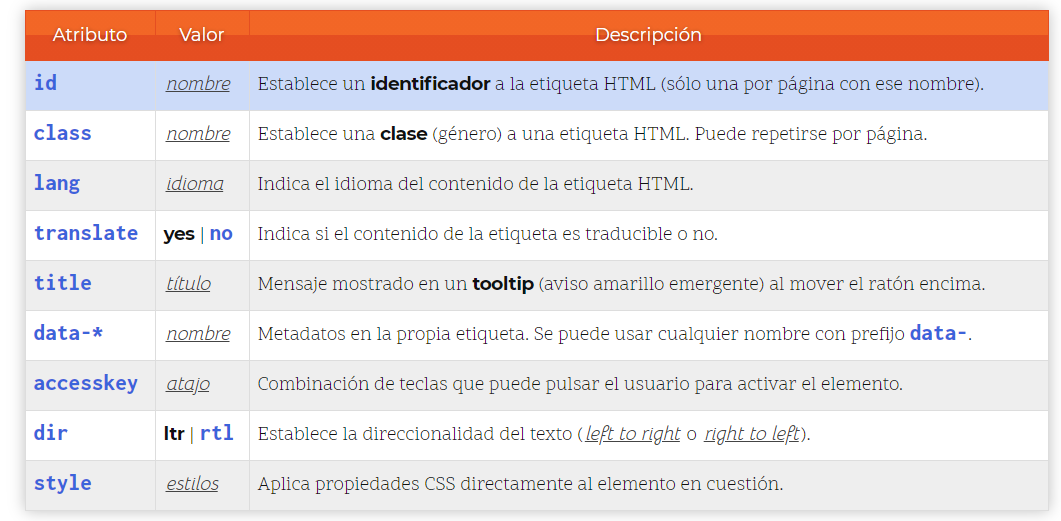 Atributo Valor Descripción
id nombre Establece un identificador a la etiqueta HTML (sólo una por página con ese nombre).
class nombre Establece una clase (género) a una etiqueta HTML. Puede repetirse por página.
lang idioma Indica el idioma del contenido de la etiqueta HTML.
translate yes | no Indica si el contenido de la etiqueta es traducible o no.
title título Mensaje mostrado en un tooltip (aviso amarillo emergente) al mover el ratón encima.
data-* nombre Metadatos en la propia etiqueta. Se puede usar cualquier nombre con prefijo data-.
accesskey atajo Combinación de teclas que puede pulsar el usuario para activar el elemento.
dir ltr | rtl Establece la direccionalidad del texto (left to right o right to left).
style estilos Aplica propiedades CSS directamente al elemento en cuestión.